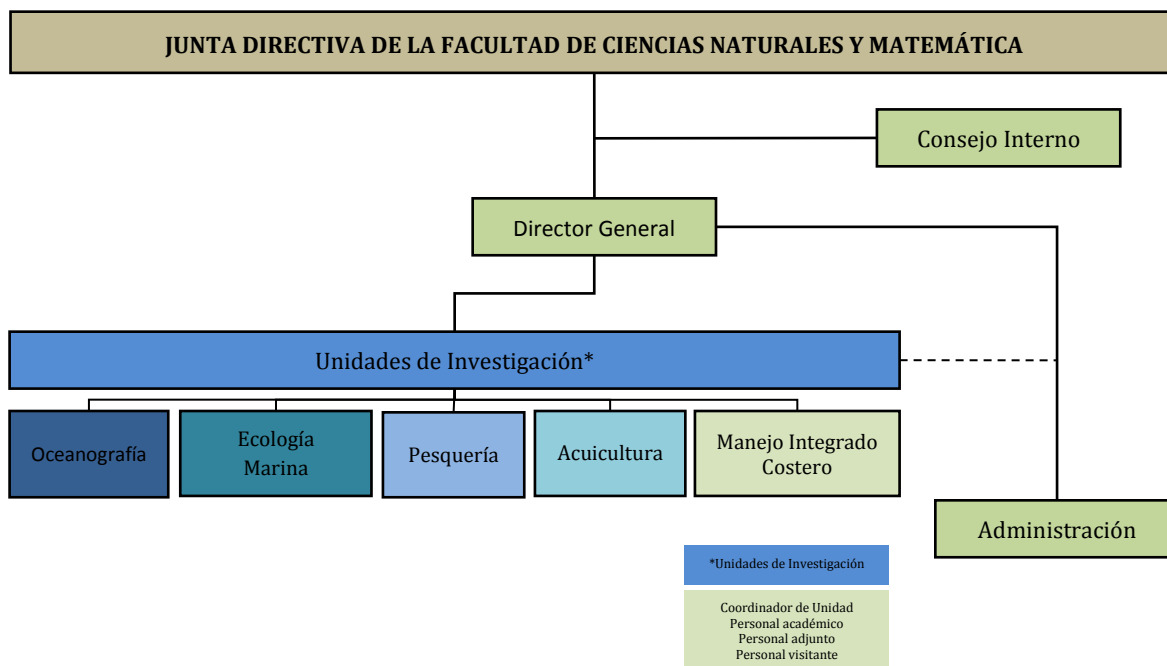 JUNTA DIRECTIVA DE LA FACULTAD DE CIENCIAS NATURALES Y MATEMÁTICA
Consejo Interno
Director General
Unidades de Investigación*
Oceanografía
Ecología
Marina
Pesquería
Acuicultura
Manejo Integrado
Costero
Administración
*Unidades de Investigación
Coordinador de Unidad
Personal académico
Personal adjunto
Personal visitante